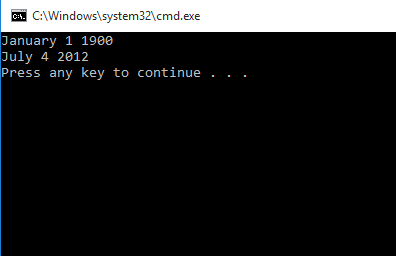 C:\Windows\system32\cmd.exe
January 1 1900
July 4 2012
Press any key to continue . . .